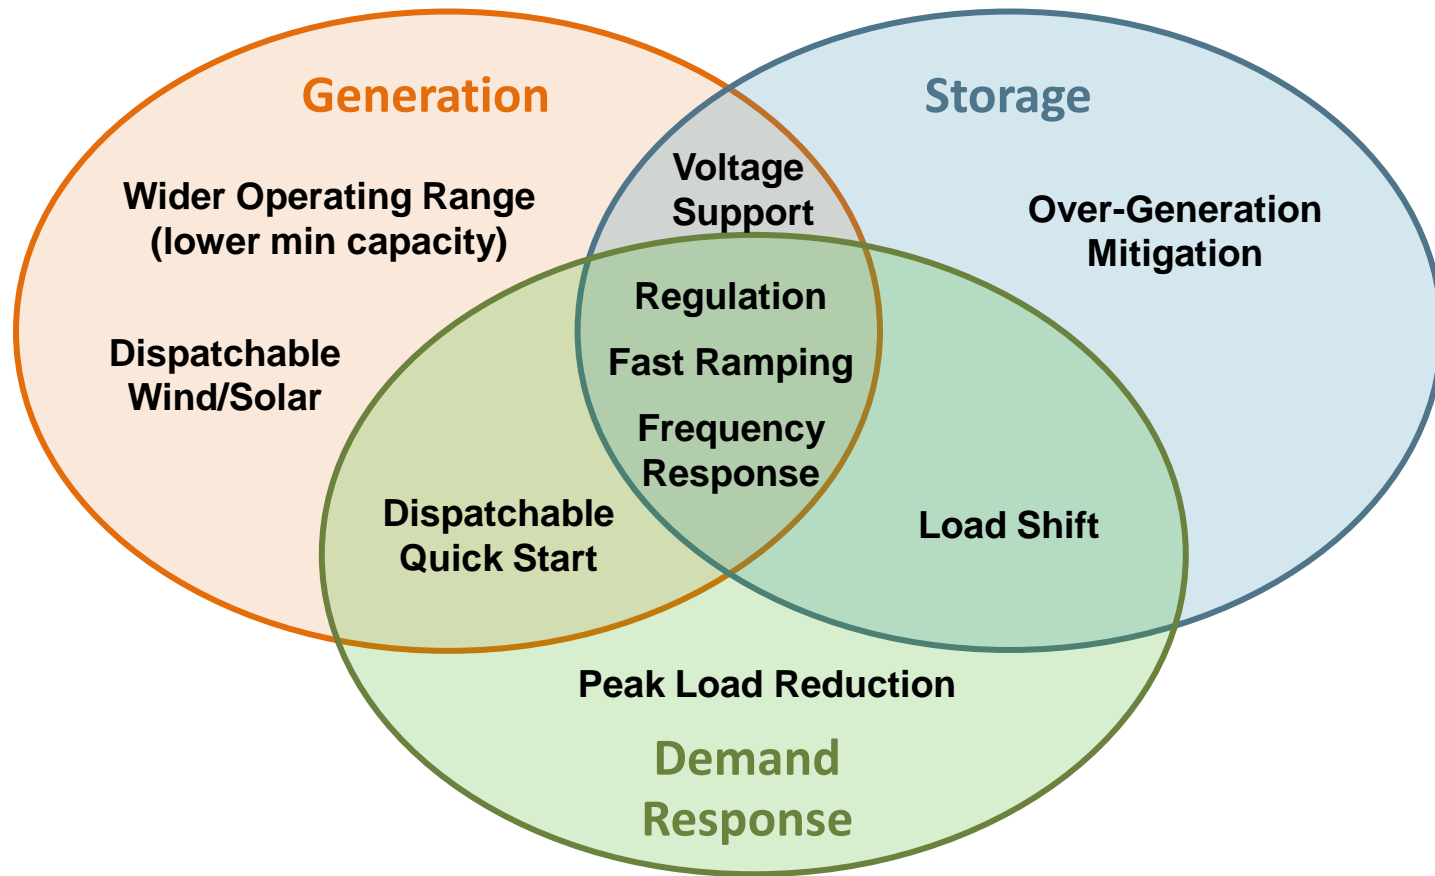 Generation
Storage
Voltage
Support
Wider Operating Range
(lower min capacity)
Over-Generation
Mitigation
Regulation
Dispatchable
Wind/Solar
Fast Ramping
Frequency
Response
Dispatchable
Quick Start
Load Shift
Peak Load Reduction
Demand
Response